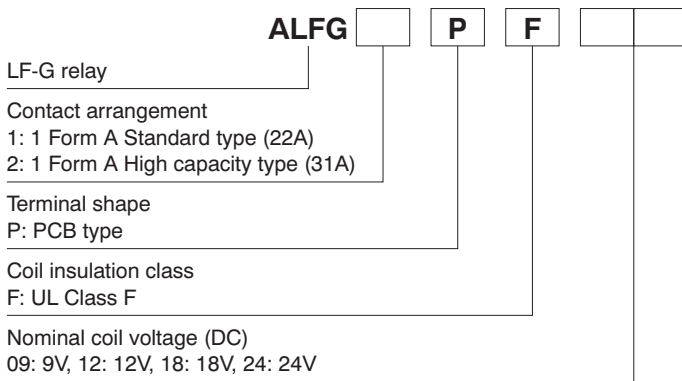 ALFG P F
LF-G relay
Contact arrangement
1: 1 Form A Standard type (22A)
2: 1 Form A High capacity type (31A)
Terminal shape
P: PCB type
Coil insulation class
F: UL Class F
Nominal coil voltage (DC)
09: 9V, 12: 12V, 18: 18V, 24: 24V